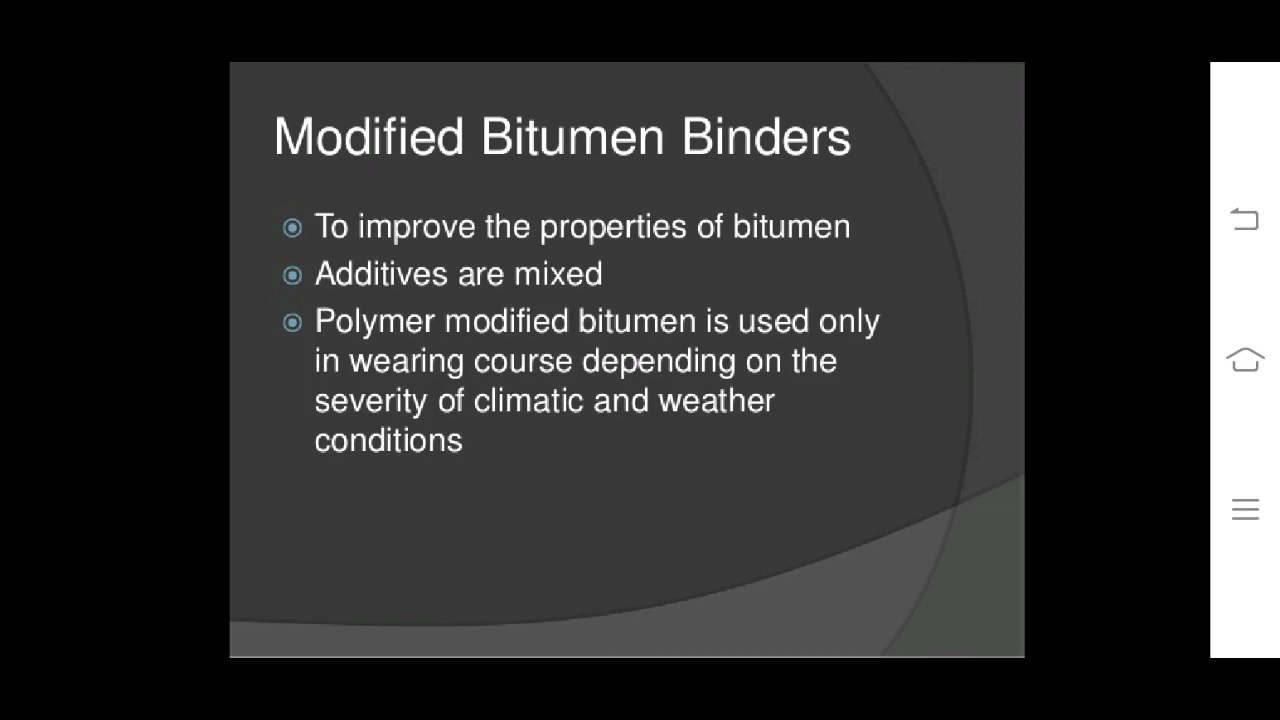 Modified Bitumen Binders
To improve the properties of bitumen
Additives are mixed
Polymer modified bitumen is used only
in wearing course depending on the
severity of climatic and weather
conditions